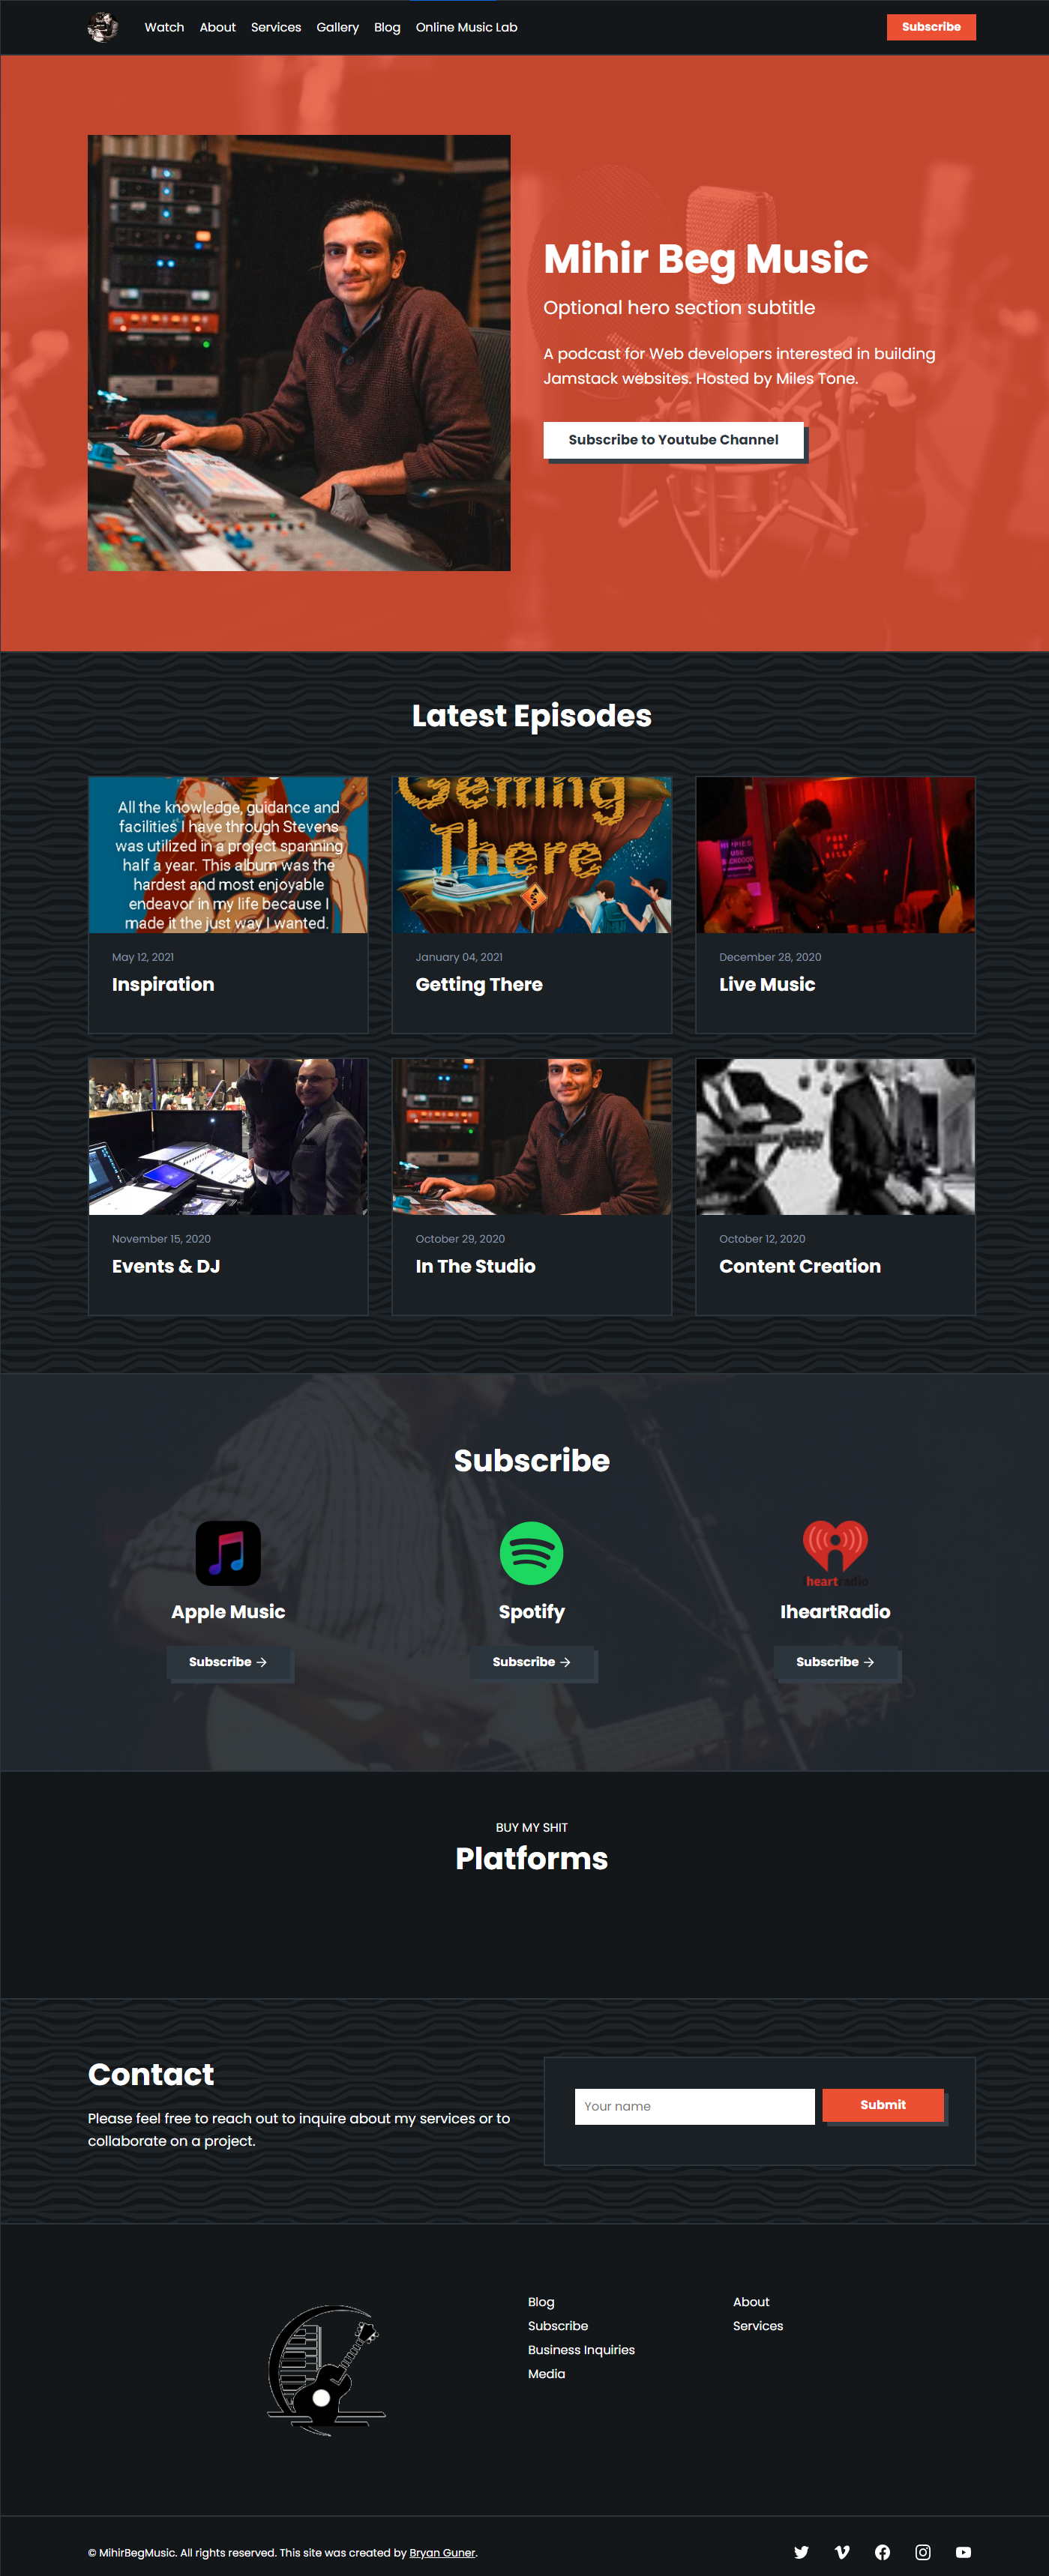 Watch About Services Gallery Blog Online Music Lab Subscribe
Mihir Beg Music
Optional hero section subtitle
A podcast for Web developers interested in building
Jamstack websites. Hosted by Miles Tone.
Subscribe to Youtube Channel
Latest Episodes
All the knowledge, guidance and
facilities I have through Stevens
was utilized in a project spanning
half a year. This album was the
hardest and most enjoyable
endeavor in my life because I
made it the just way I wanted.
May 12, 2021
Inspiration
Getting
There
January 04, 2021
Getting There
December 28, 2020
Live Music
November 15, 2020
Events & DJ
October 29, 2020
In The Studio
October 12, 2020
Content Creation
Subscribe
Apple Music
Subscribe
Spotify
Subscribe
iheartradio
IheartRadio
Subscribe
BUY MY SHIT
Platforms
Contact
Please feel free to reach out to inquire about my services or to
collaborate on a project.
Your name
Submit
Blog
Subscribe
Business Inquiries
Media
About
Services
© MihirBegMusic. All rights reserved. This site was created by Bryan Guner.